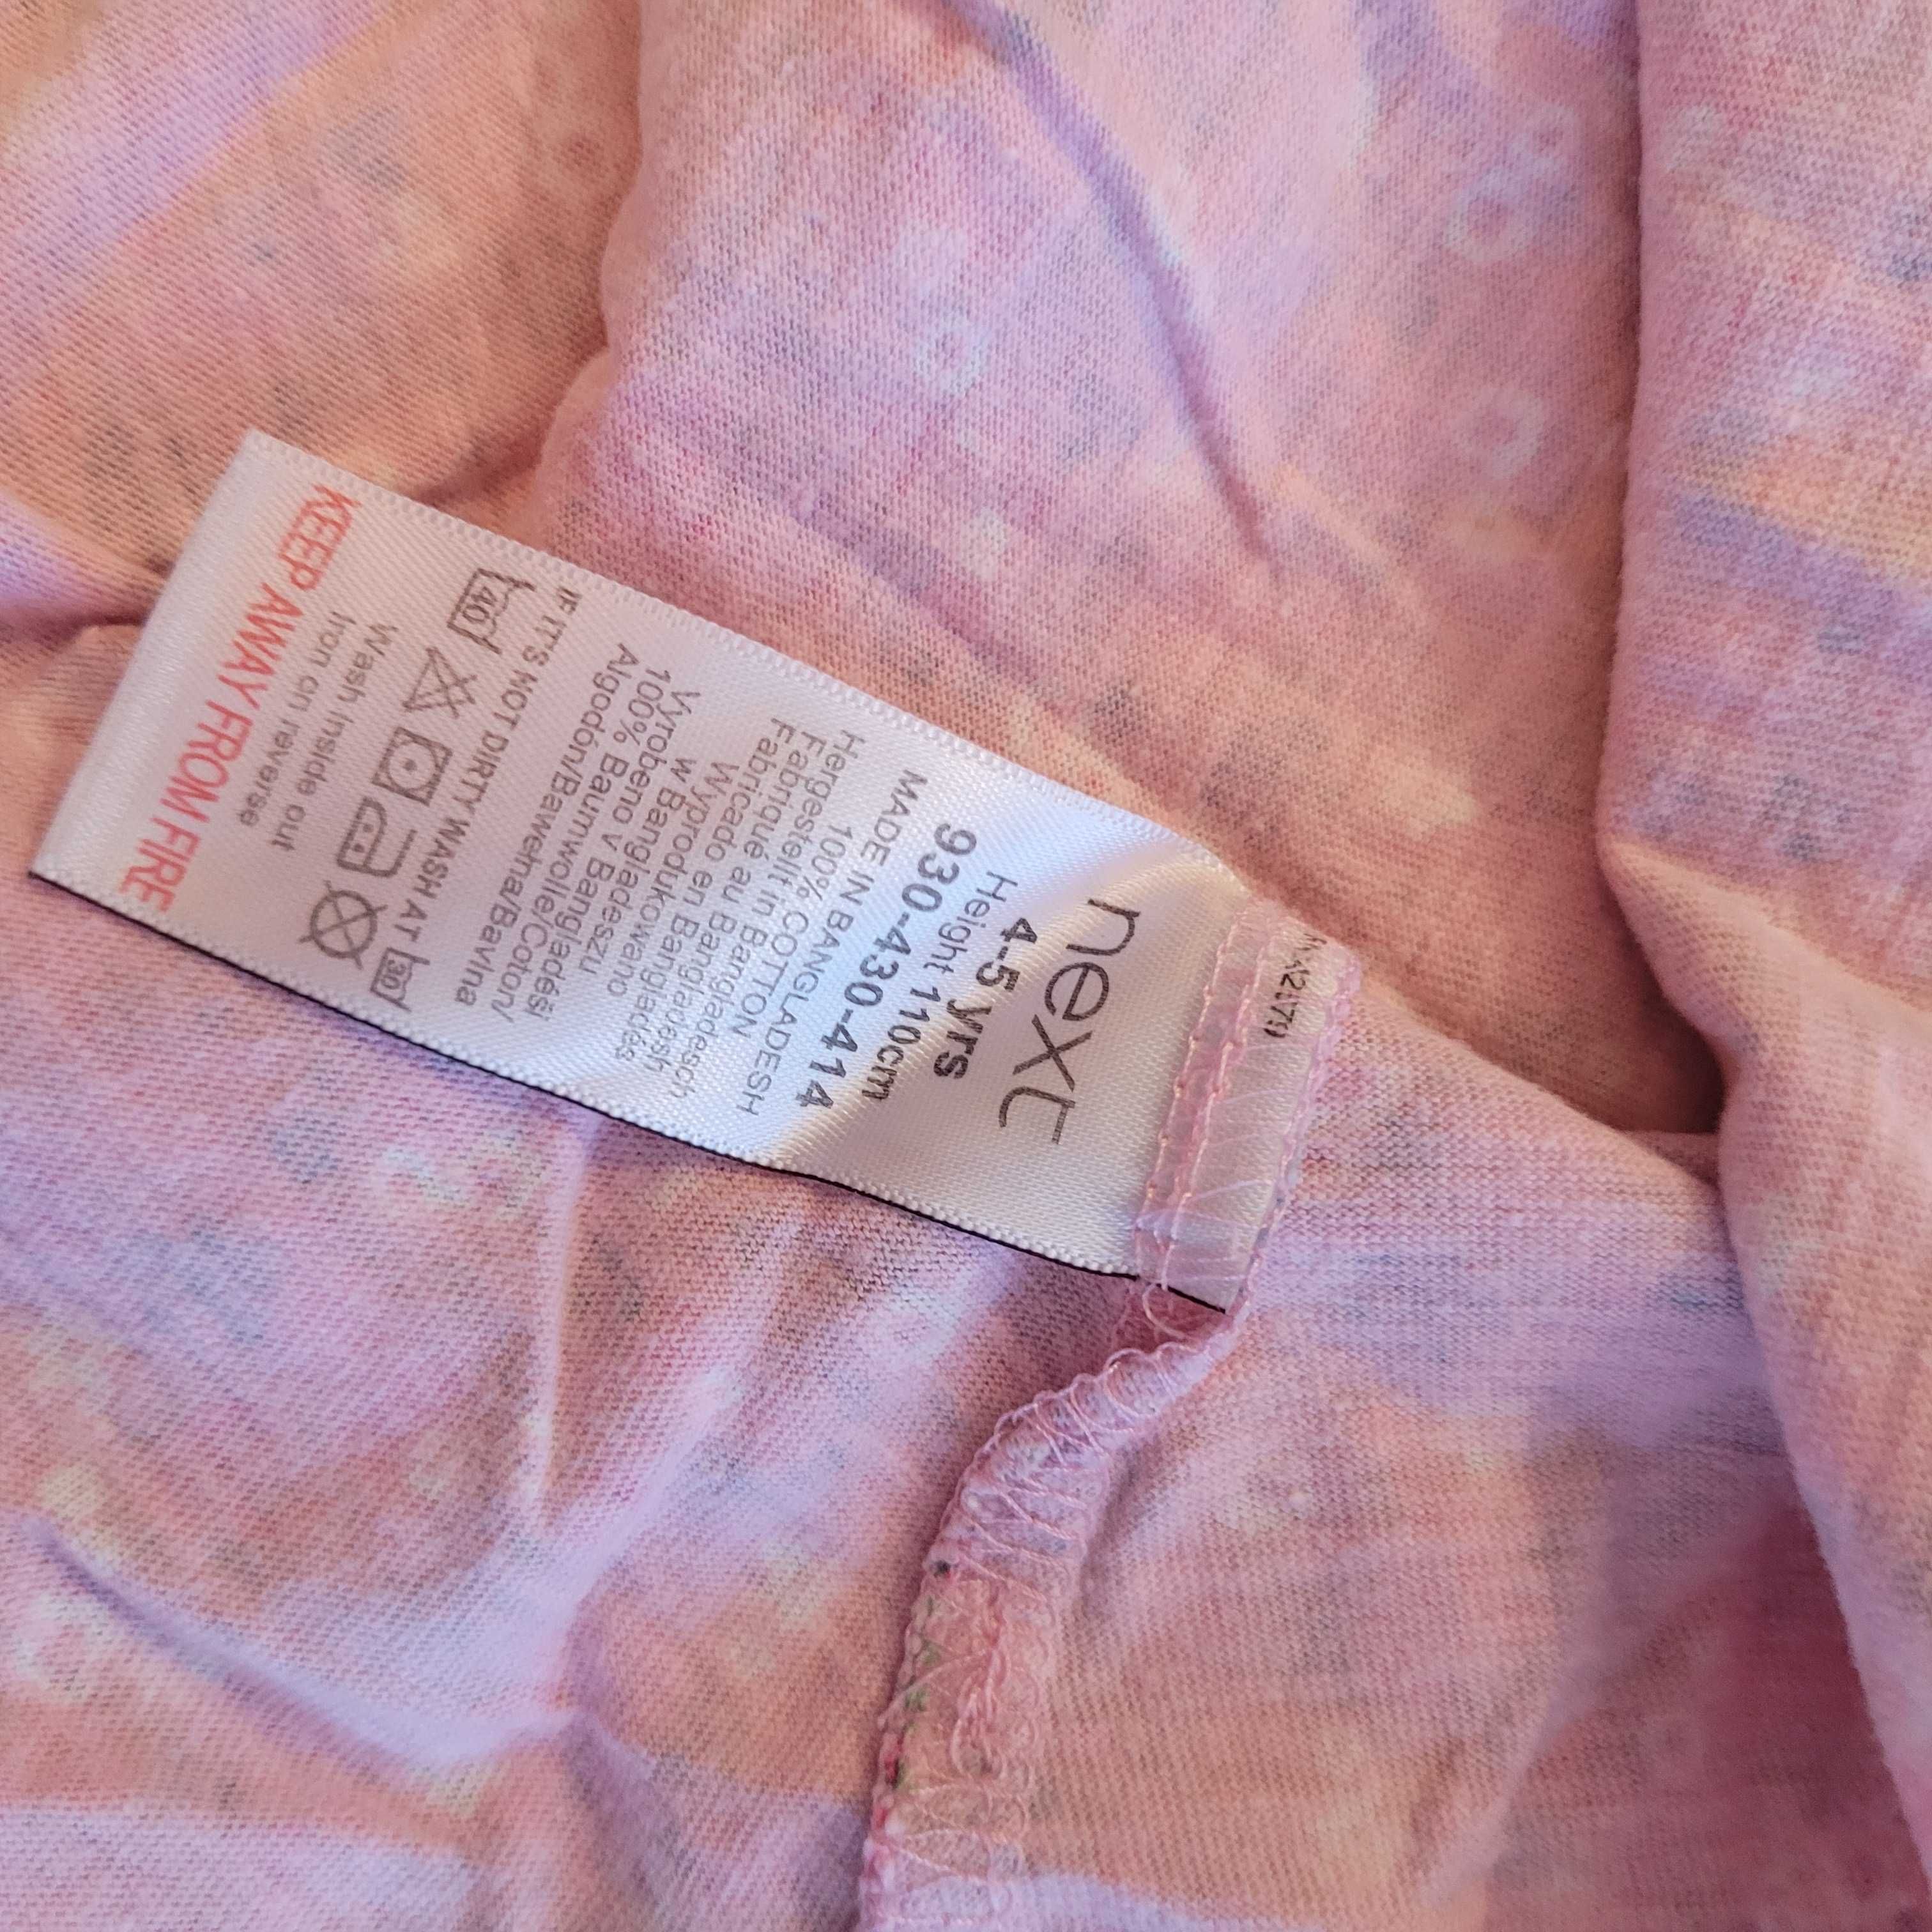 next
4-5 yrs
Height 110cm
930-430-414
MADE IN BANGLADESH
100% COTTON
Hergestellt in Bangladesch
Fabriqué au Bangladesh
Fabricado en Bangladés
Wyprodukowano
w Bangladeszu
Vyrobeno v Bangladéši
100% Baumwolle/Coton/
Algodón/Bawełna/Bavlna
IF IT'S NOT DIRTY WASH AT 30
40
Wash inside out
Iron on reverse
KEEP AWAY FROM FIRE